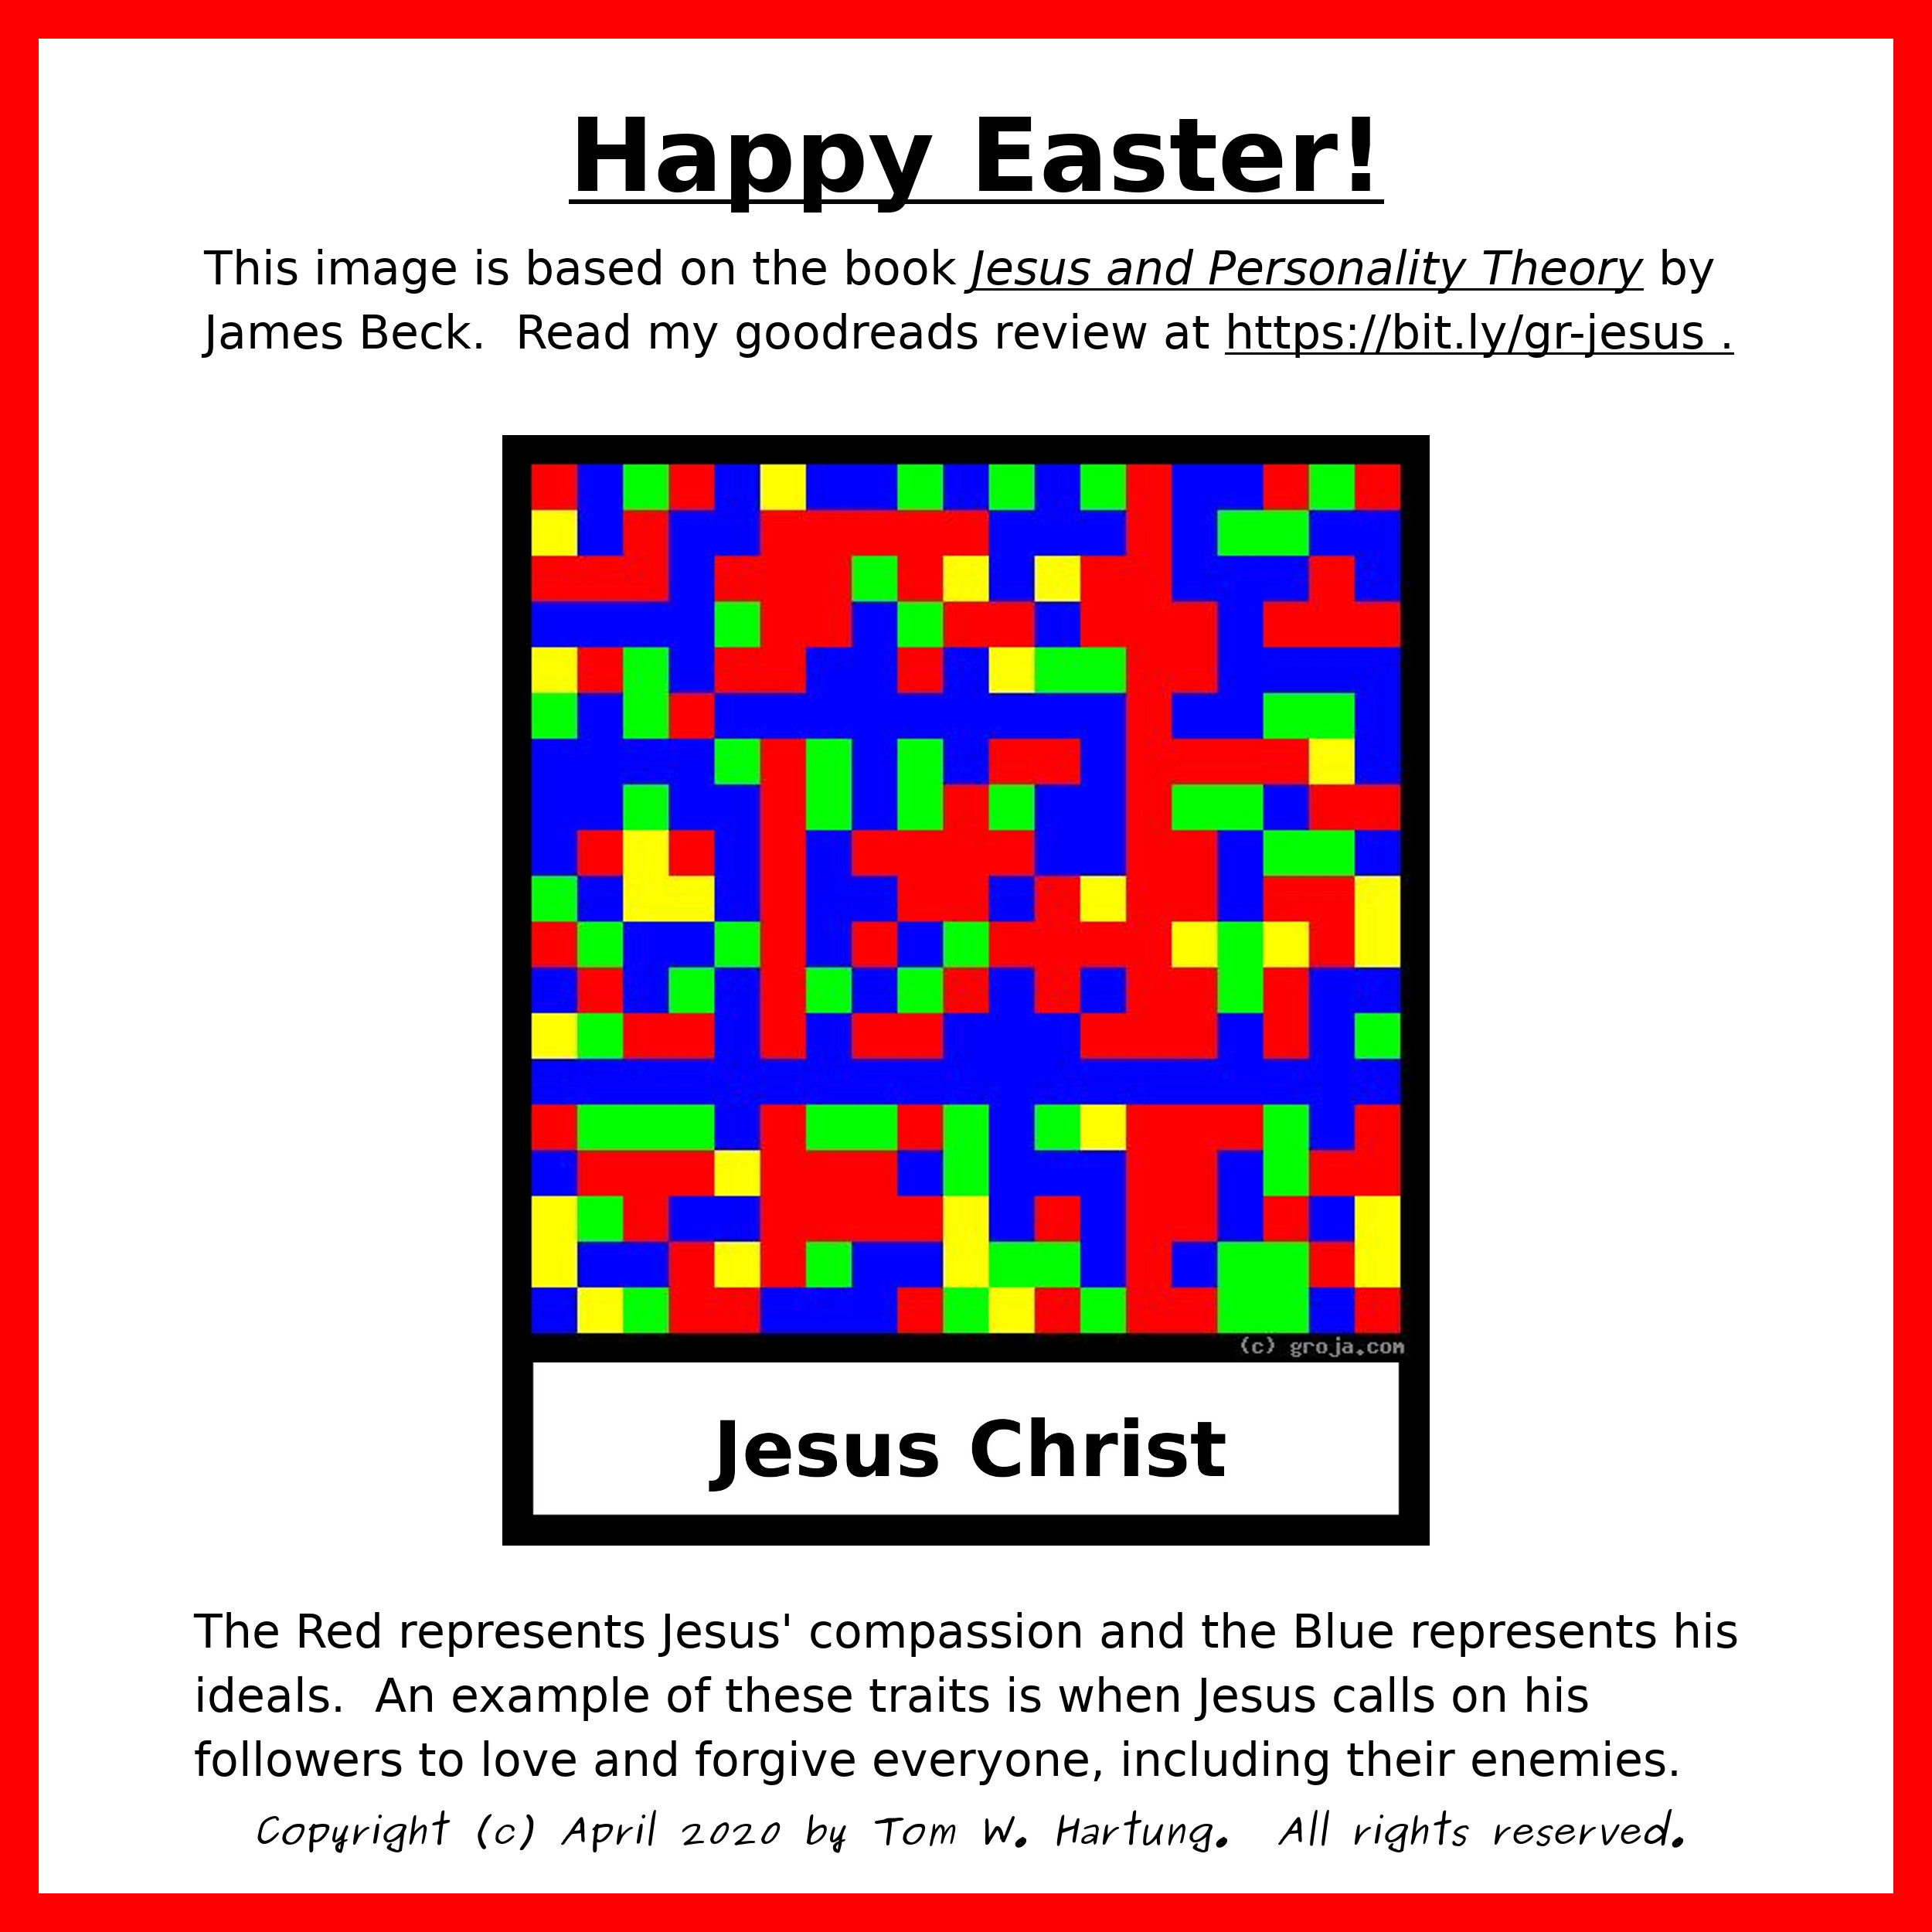 Happy Easter!
This image is based on the book Jesus and Personality Theory by
James Beck.  Read my goodreads review at https://bit.ly/gr-jesus .
(c) groja.com
Jesus Christ
The Red represents Jesus' compassion and the Blue represents his
ideals.  An example of these traits is when Jesus calls on his
followers to love and forgive everyone, including their enemies.
Copyright (c) April 2020 by Tom W. Hartung.  All rights reserved.